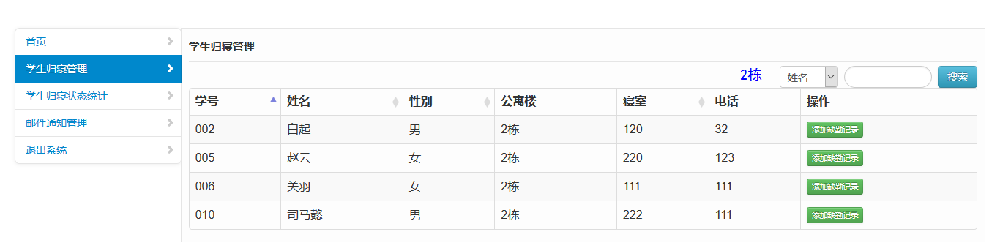 首页
学生归寝管理
学生归寝状态统计
邮件通知管理
退出系统
学生归寝管理
2栋 姓名 搜索
学号 姓名 性别 公寓楼 寝室 电话 操作
002 白起 男 2栋 120 32 添加缺勤记录
005 赵云 女 2栋 220 123 添加缺勤记录
006 关羽 女 2栋 111 111 添加缺勤记录
010 司马懿 男 2栋 222 111 添加缺勤记录